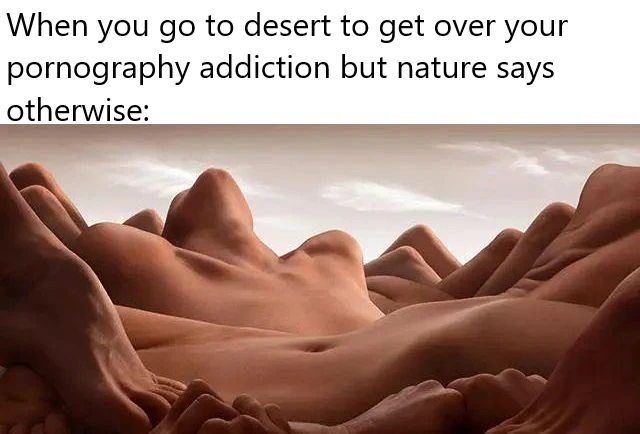 When you go to desert to get over your
pornography addiction but nature says
otherwise: